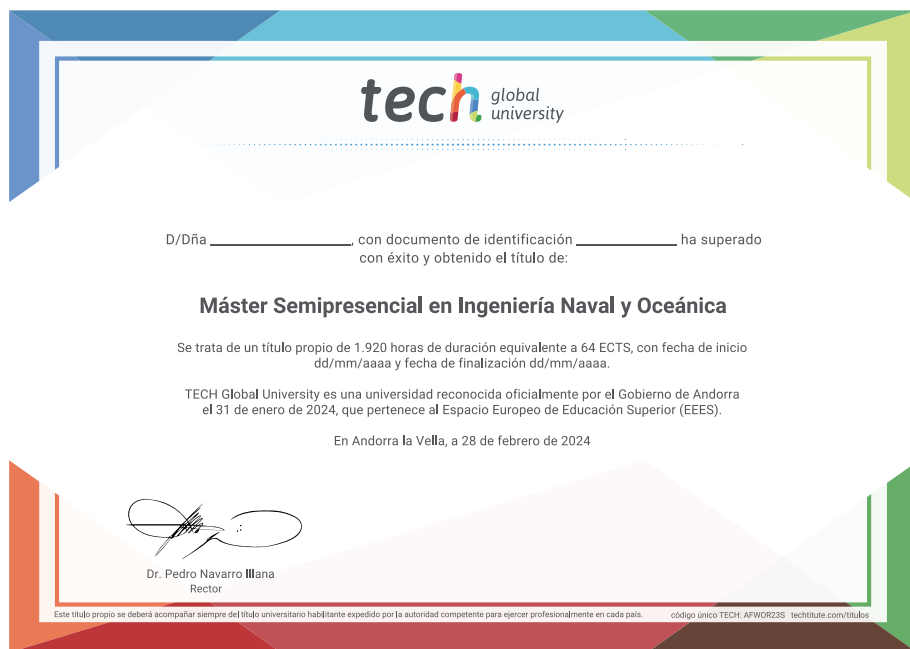 tech global
university
D/Dña ______________, con documento de identificación __________ ha superado
con éxito y obtenido el título de:
Máster Semipresencial en Ingeniería Naval y Oceánica
Se trata de un título propio de 1.920 horas de duración equivalente a 64 ECTS, con fecha de inicio
dd/mm/aaaa y fecha de finalización dd/mm/aaaa.
TECH Global University es una universidad reconocida oficialmente por el Gobierno de Andorra
el 31 de enero de 2024, que pertenece al Espacio Europeo de Educación Superior (EEES).
En Andorra la Vella, a 28 de febrero de 2024
Dr. Pedro Navarro Illana
Rector
Este título propio se deberá acompañar siempre del título universitario habilitante expedido por la autoridad competente para ejercer profesionalmente en cada país. código único TECH: AFWOR23S techtitute.com/titulos